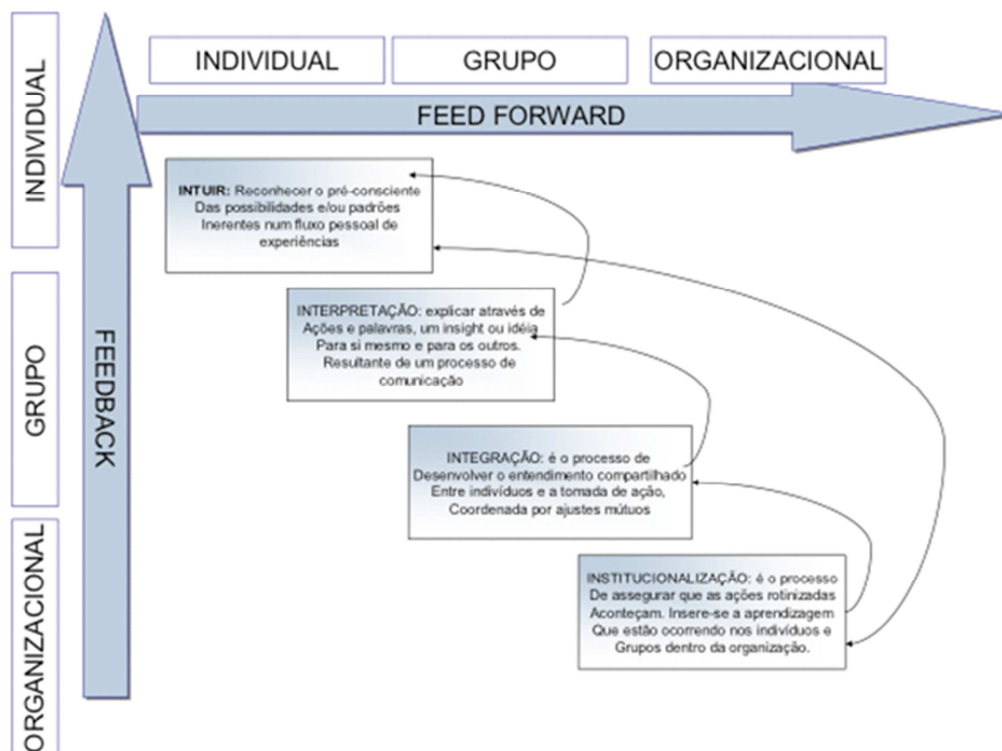 INDIVIDUAL
GRUPO
ORGANIZACIONAL
FEED FORWARD
INDIVIDUAL
GRUPO
ORGANIZACIONAL
FEEDBACK
INTUIR: Reconhecer o pré-consciente
Das possibilidades e/ou padrões
Inerentes num fluxo pessoal de
experiências
INTERPRETAÇÃO: explicar através de
Ações e palavras, um insight ou idéia
Para si mesmo e para os outros.
Resultante de um processo de
comunicação
INTEGRAÇÃO: é o processo de
Desenvolver o entendimento compartilhado
Entre indivíduos e a tomada de ação,
Coordenada por ajustes mútuos
INSTITUCIONALIZAÇÃO: é o processo
De assegurar que as ações rotinizadas
Aconteçam. Insere-se a aprendizagem
Que estão ocorrendo nos indivíduos e
Grupos dentro da organização.